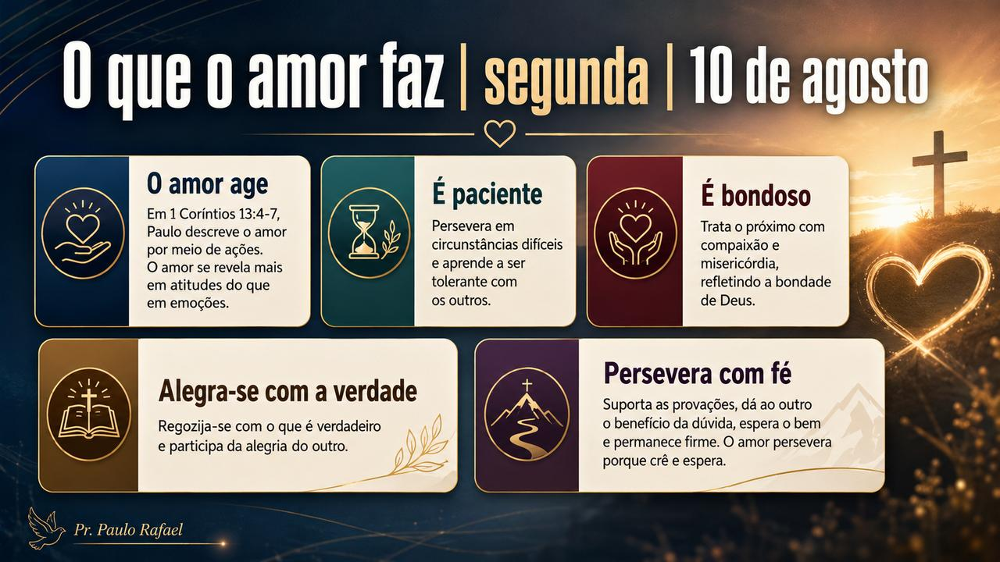 O que o amor faz | segunda | 10 de agosto
O amor age
Em 1 Coríntios 13:4-7,
Paulo descreve o amor
por meio de ações.
O amor se revela mais
em atitudes do que
em emoções.
É paciente
Persevera em
circunstâncias difíceis
e aprende a ser
tolerante com
os outros.
É bondoso
Trata o próximo com
compaixão e
misericórdia,
refletindo a bondade
de Deus.
Alegra-se com a verdade
Regozija-se com o que é verdadeiro
e participa da alegria do outro.
Persevera com fé
Suporta as provações, dá ao outro
o benefício da dúvida, espera o bem
e permanece firme. O amor persevera
porque crê e espera.
Pr. Paulo Rafael